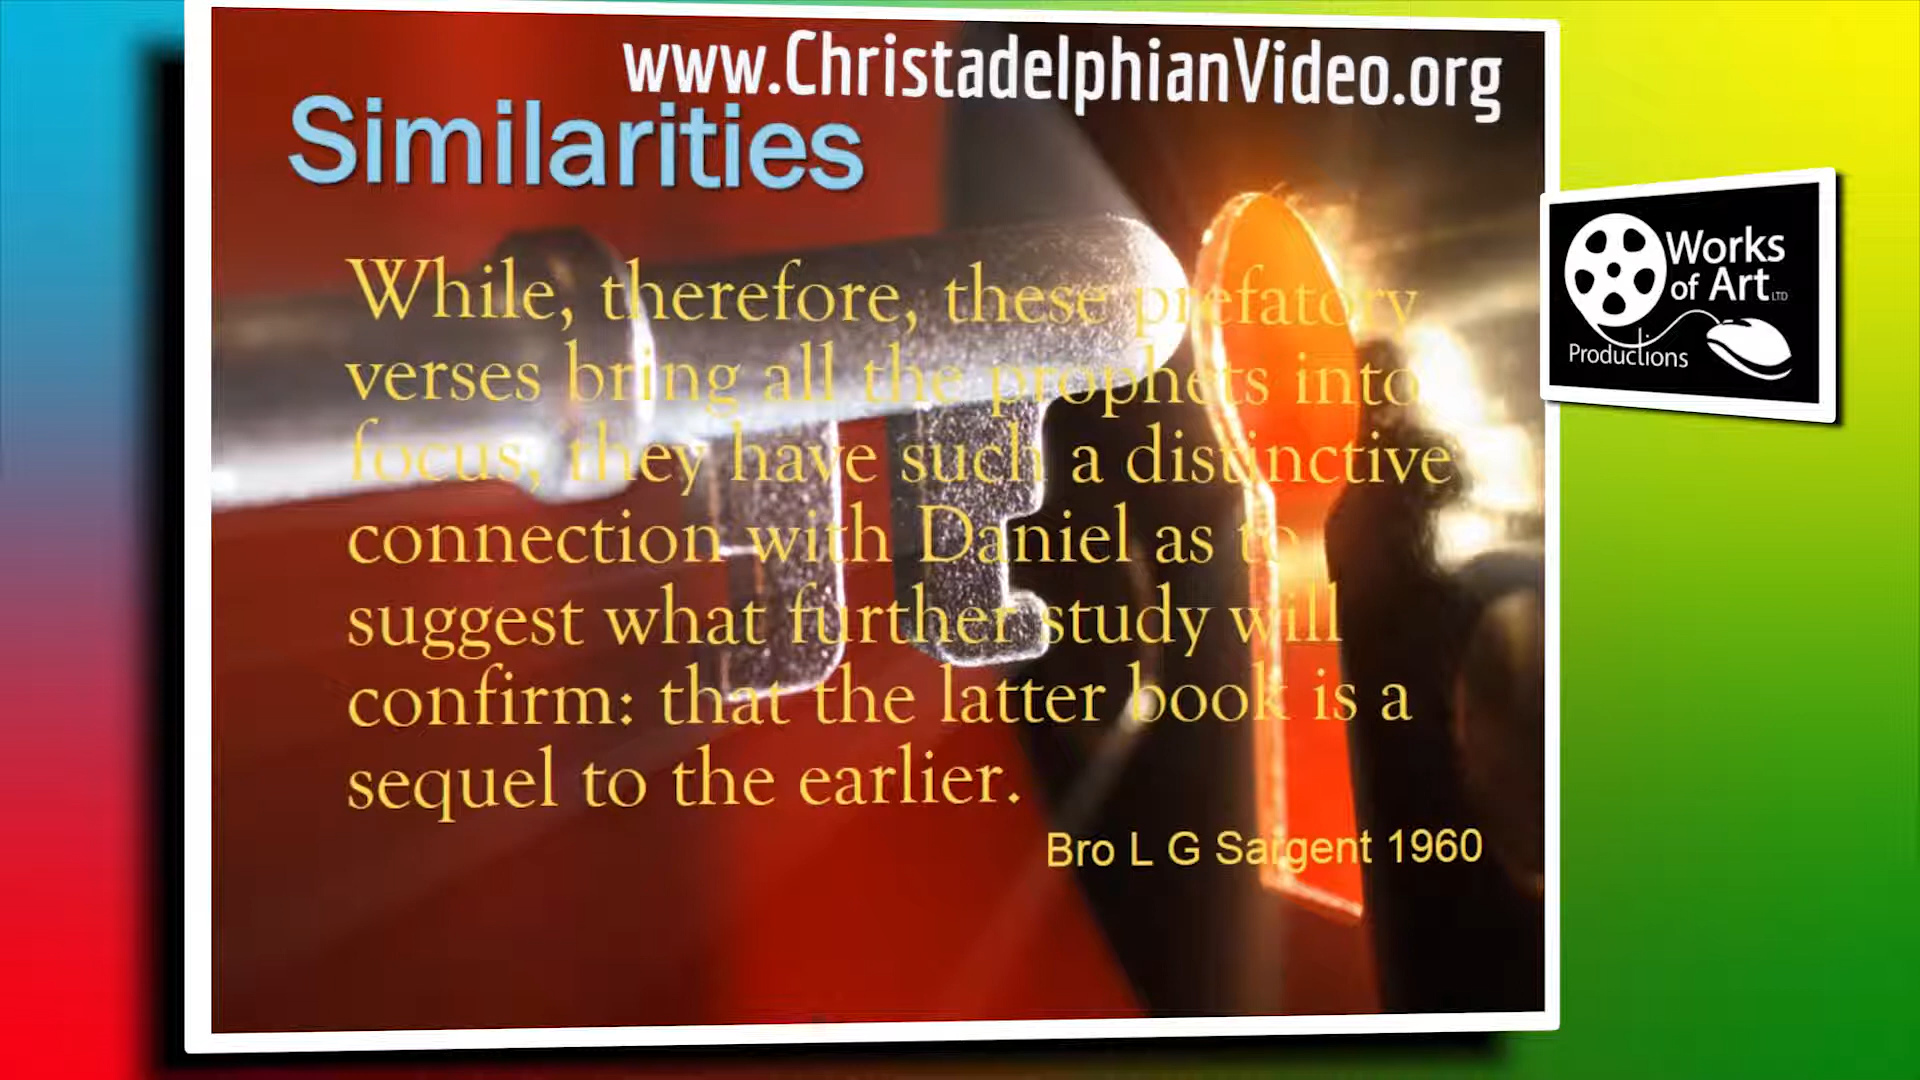 www.ChristadelphianVideo.org
Similarities
While, therefore, these prefatory
verses bring all the prophets into
focus, they have such a distinctive
connection with Daniel as to
suggest what further study will
confirm: that the latter book is a
sequel to the earlier.
Bro L G Sargent 1960
Works
of Art LTD
Productions